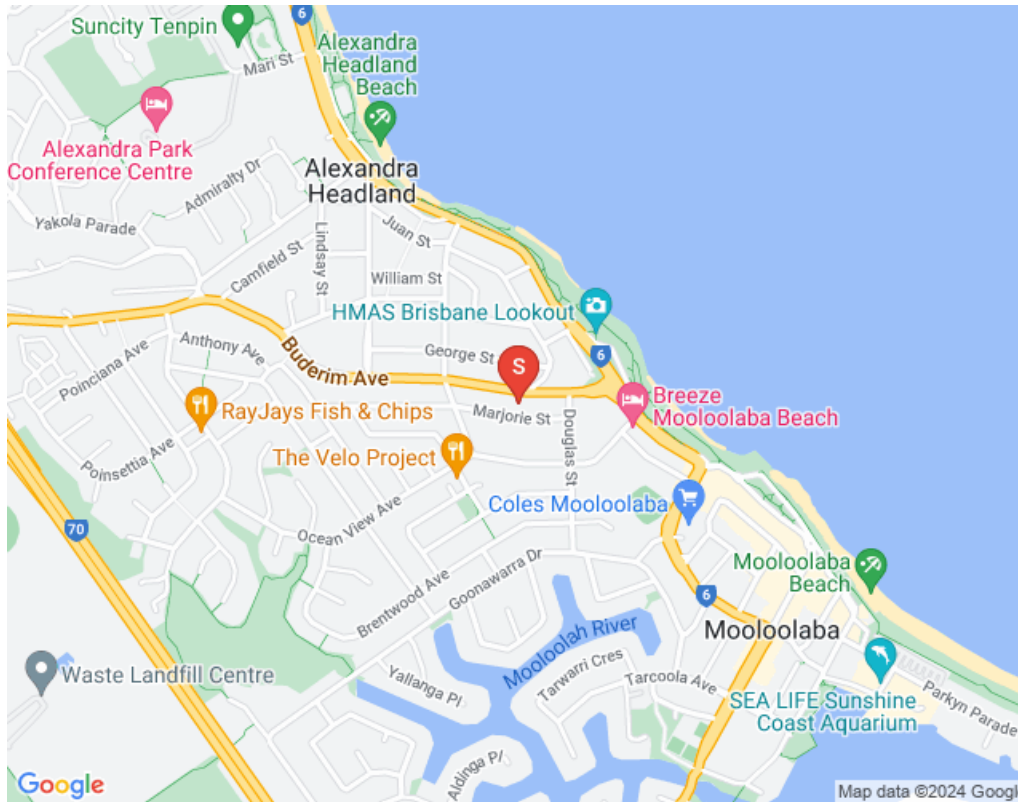 6
Suncity Tenpin
Mari St
Alexandra
Headland
Beach
Alexandra Park
Conference Centre
Alexandra
Headland
Admiralty Dr
Yakola Parade
Juan St
Lindsay St
Camfield St
William St
HMAS Brisbane Lookout
6
George St
S
Anthony Ave
Poinciana Ave
Buderim Ave
Breeze
Mooloolaba Beach
RayJays Fish & Chips
Marjorie St
Douglas St
Poinsettia Ave
The Velo Project
Coles Mooloolaba
Ocean View Ave
70
Mooloolaba
Beach
Goonawarra Dr
Brentwood Ave
6
Mooloolah River
Mooloolaba
Waste Landfill Centre
Yallanga Pl
Tarwarri Cres
Tarcoola Ave
SEA LIFE Sunshine
Coast Aquarium
Parkyn Parade
Aldinga Pl
Google
Map data ©2024 Google